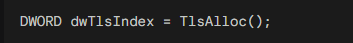 DWORD dwTlsIndex = TlsAlloc();